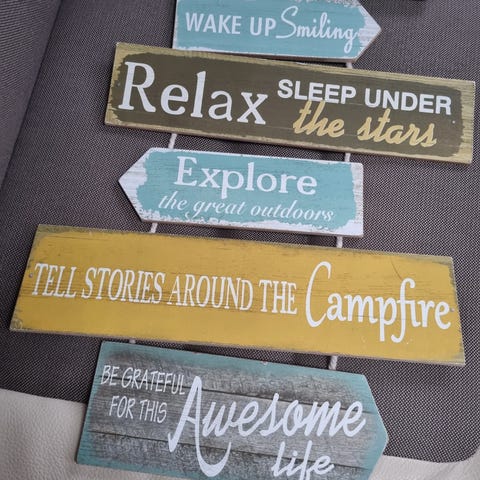 WAKE UP Smiling
Relax SLEEP UNDER
the stars
Explore
the great outdoors
TELL STORIES AROUND THE Campfire
BE GRATEFUL
FOR THIS Awesome
life